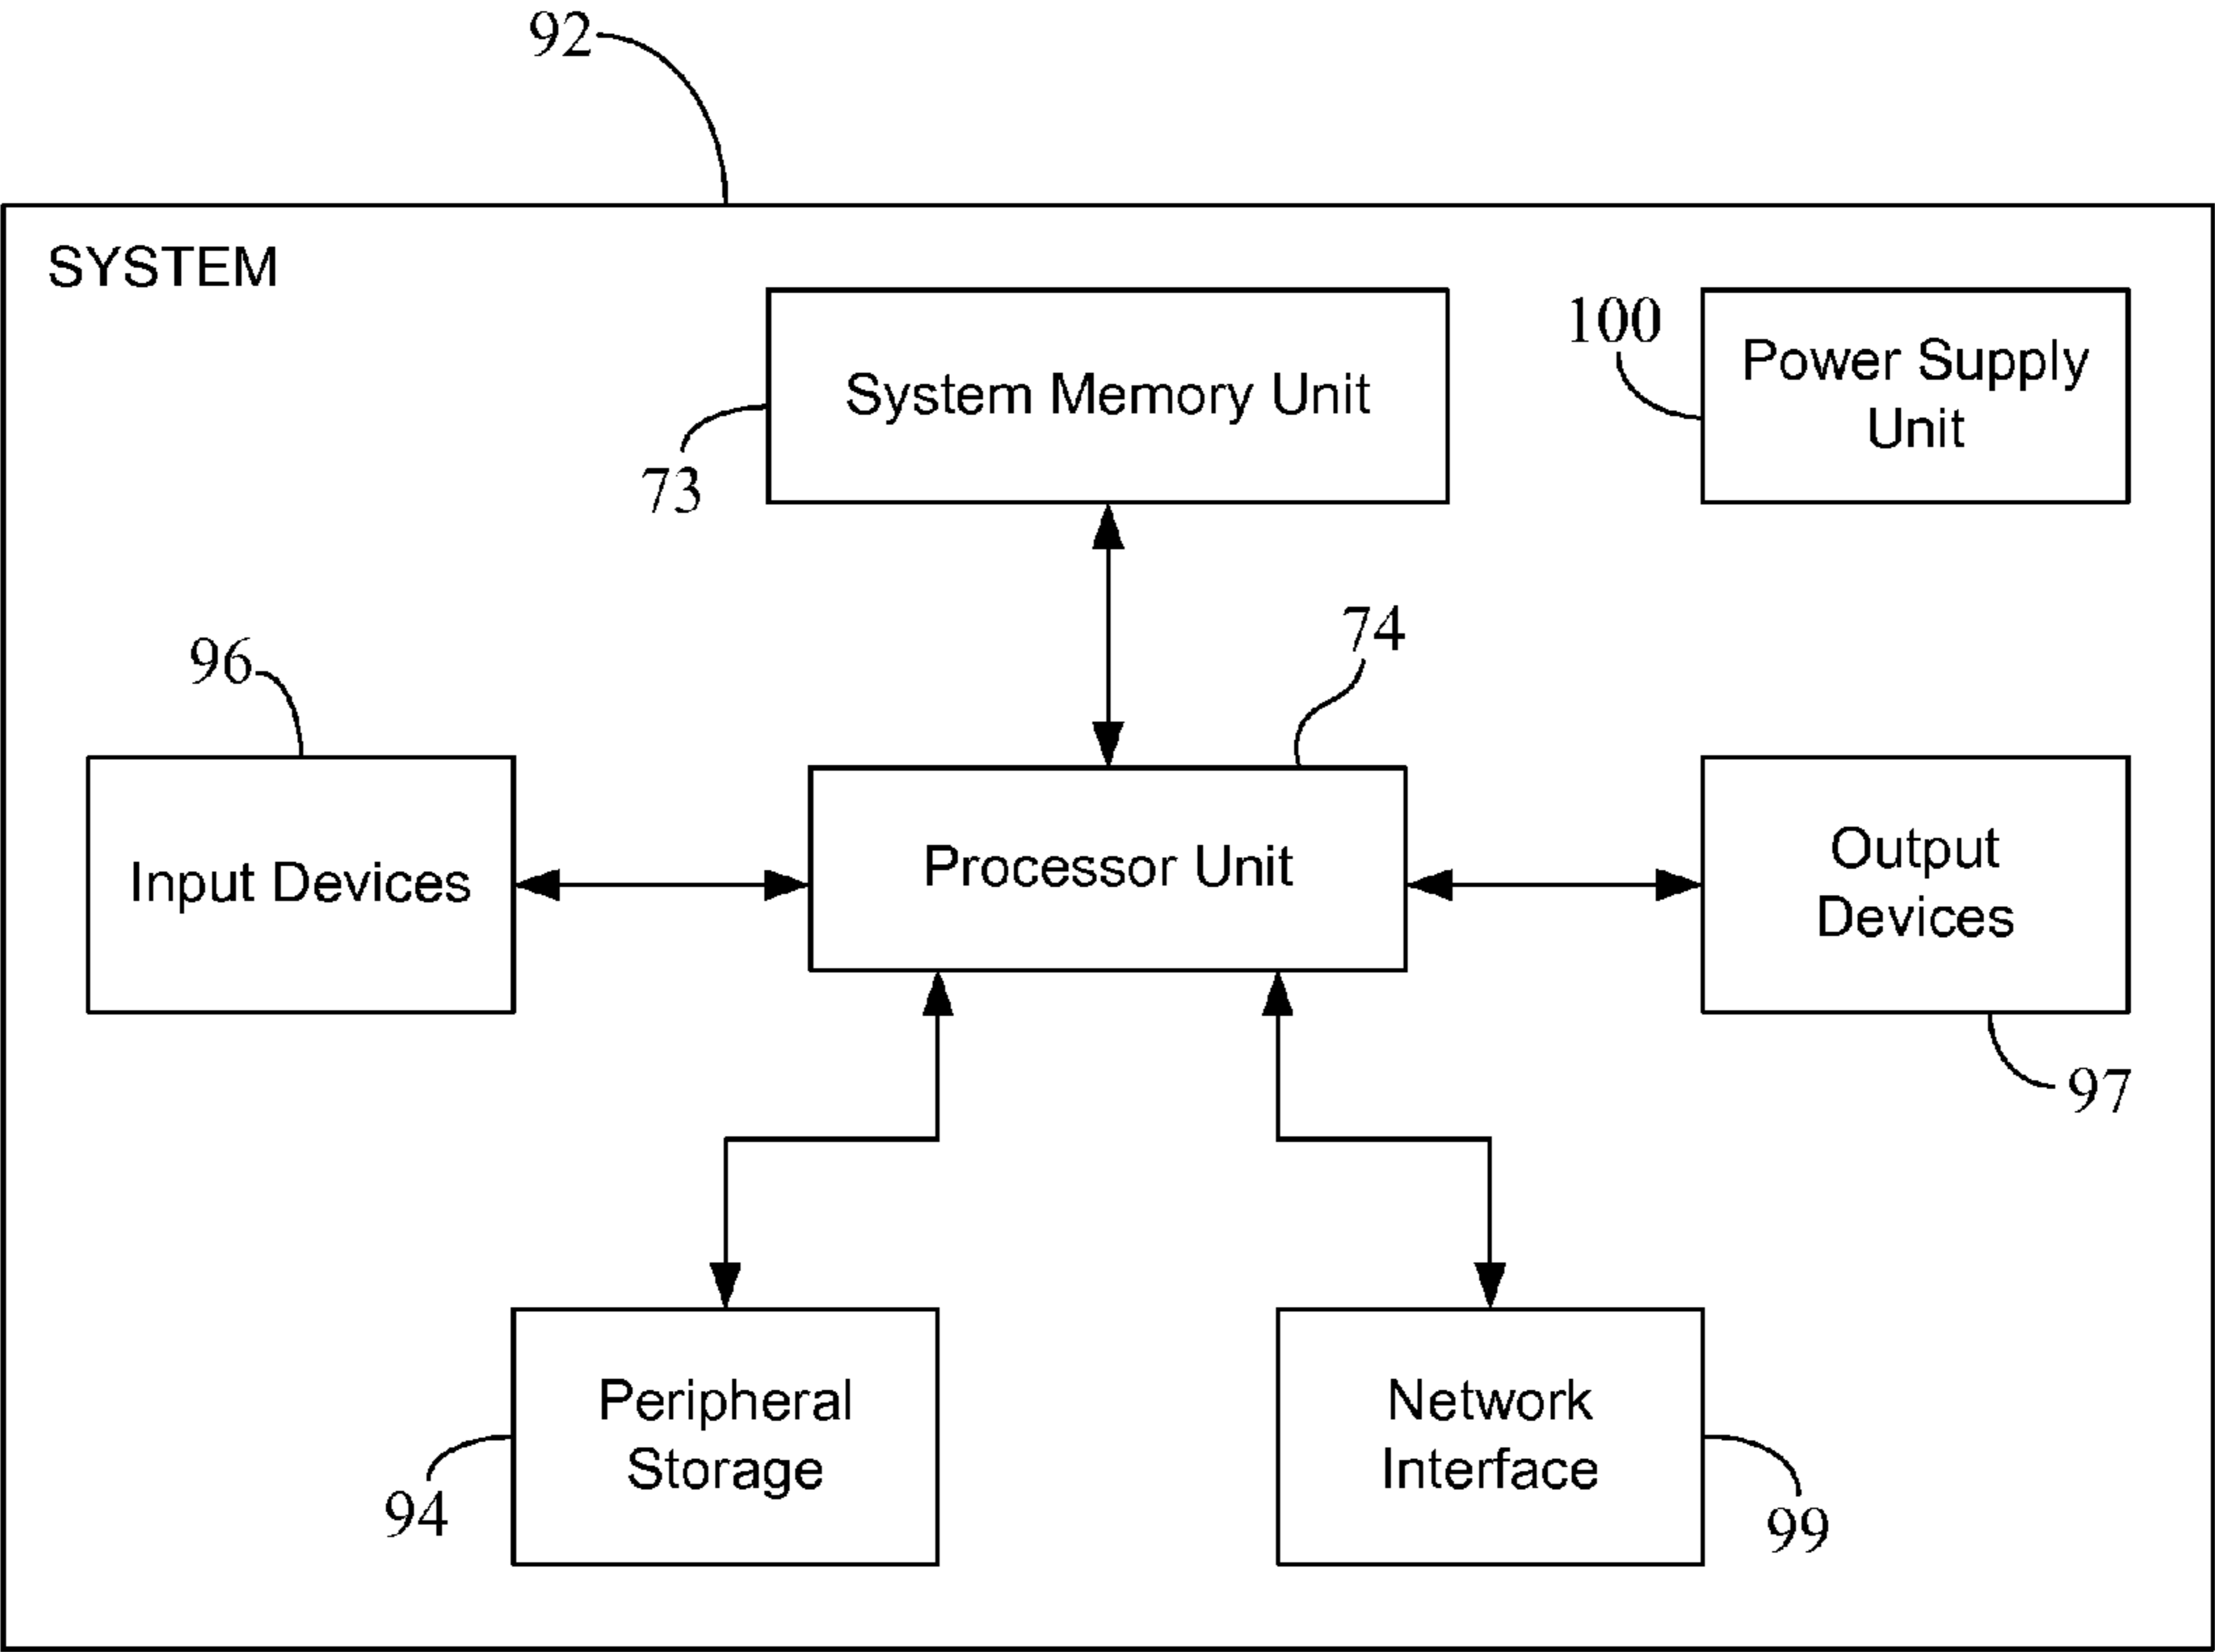 92
SYSTEM
System Memory Unit
73
100
Power Supply
Unit
74
96
Input Devices
Processor Unit
Output
Devices
97
Peripheral
Storage
94
Network
Interface
99